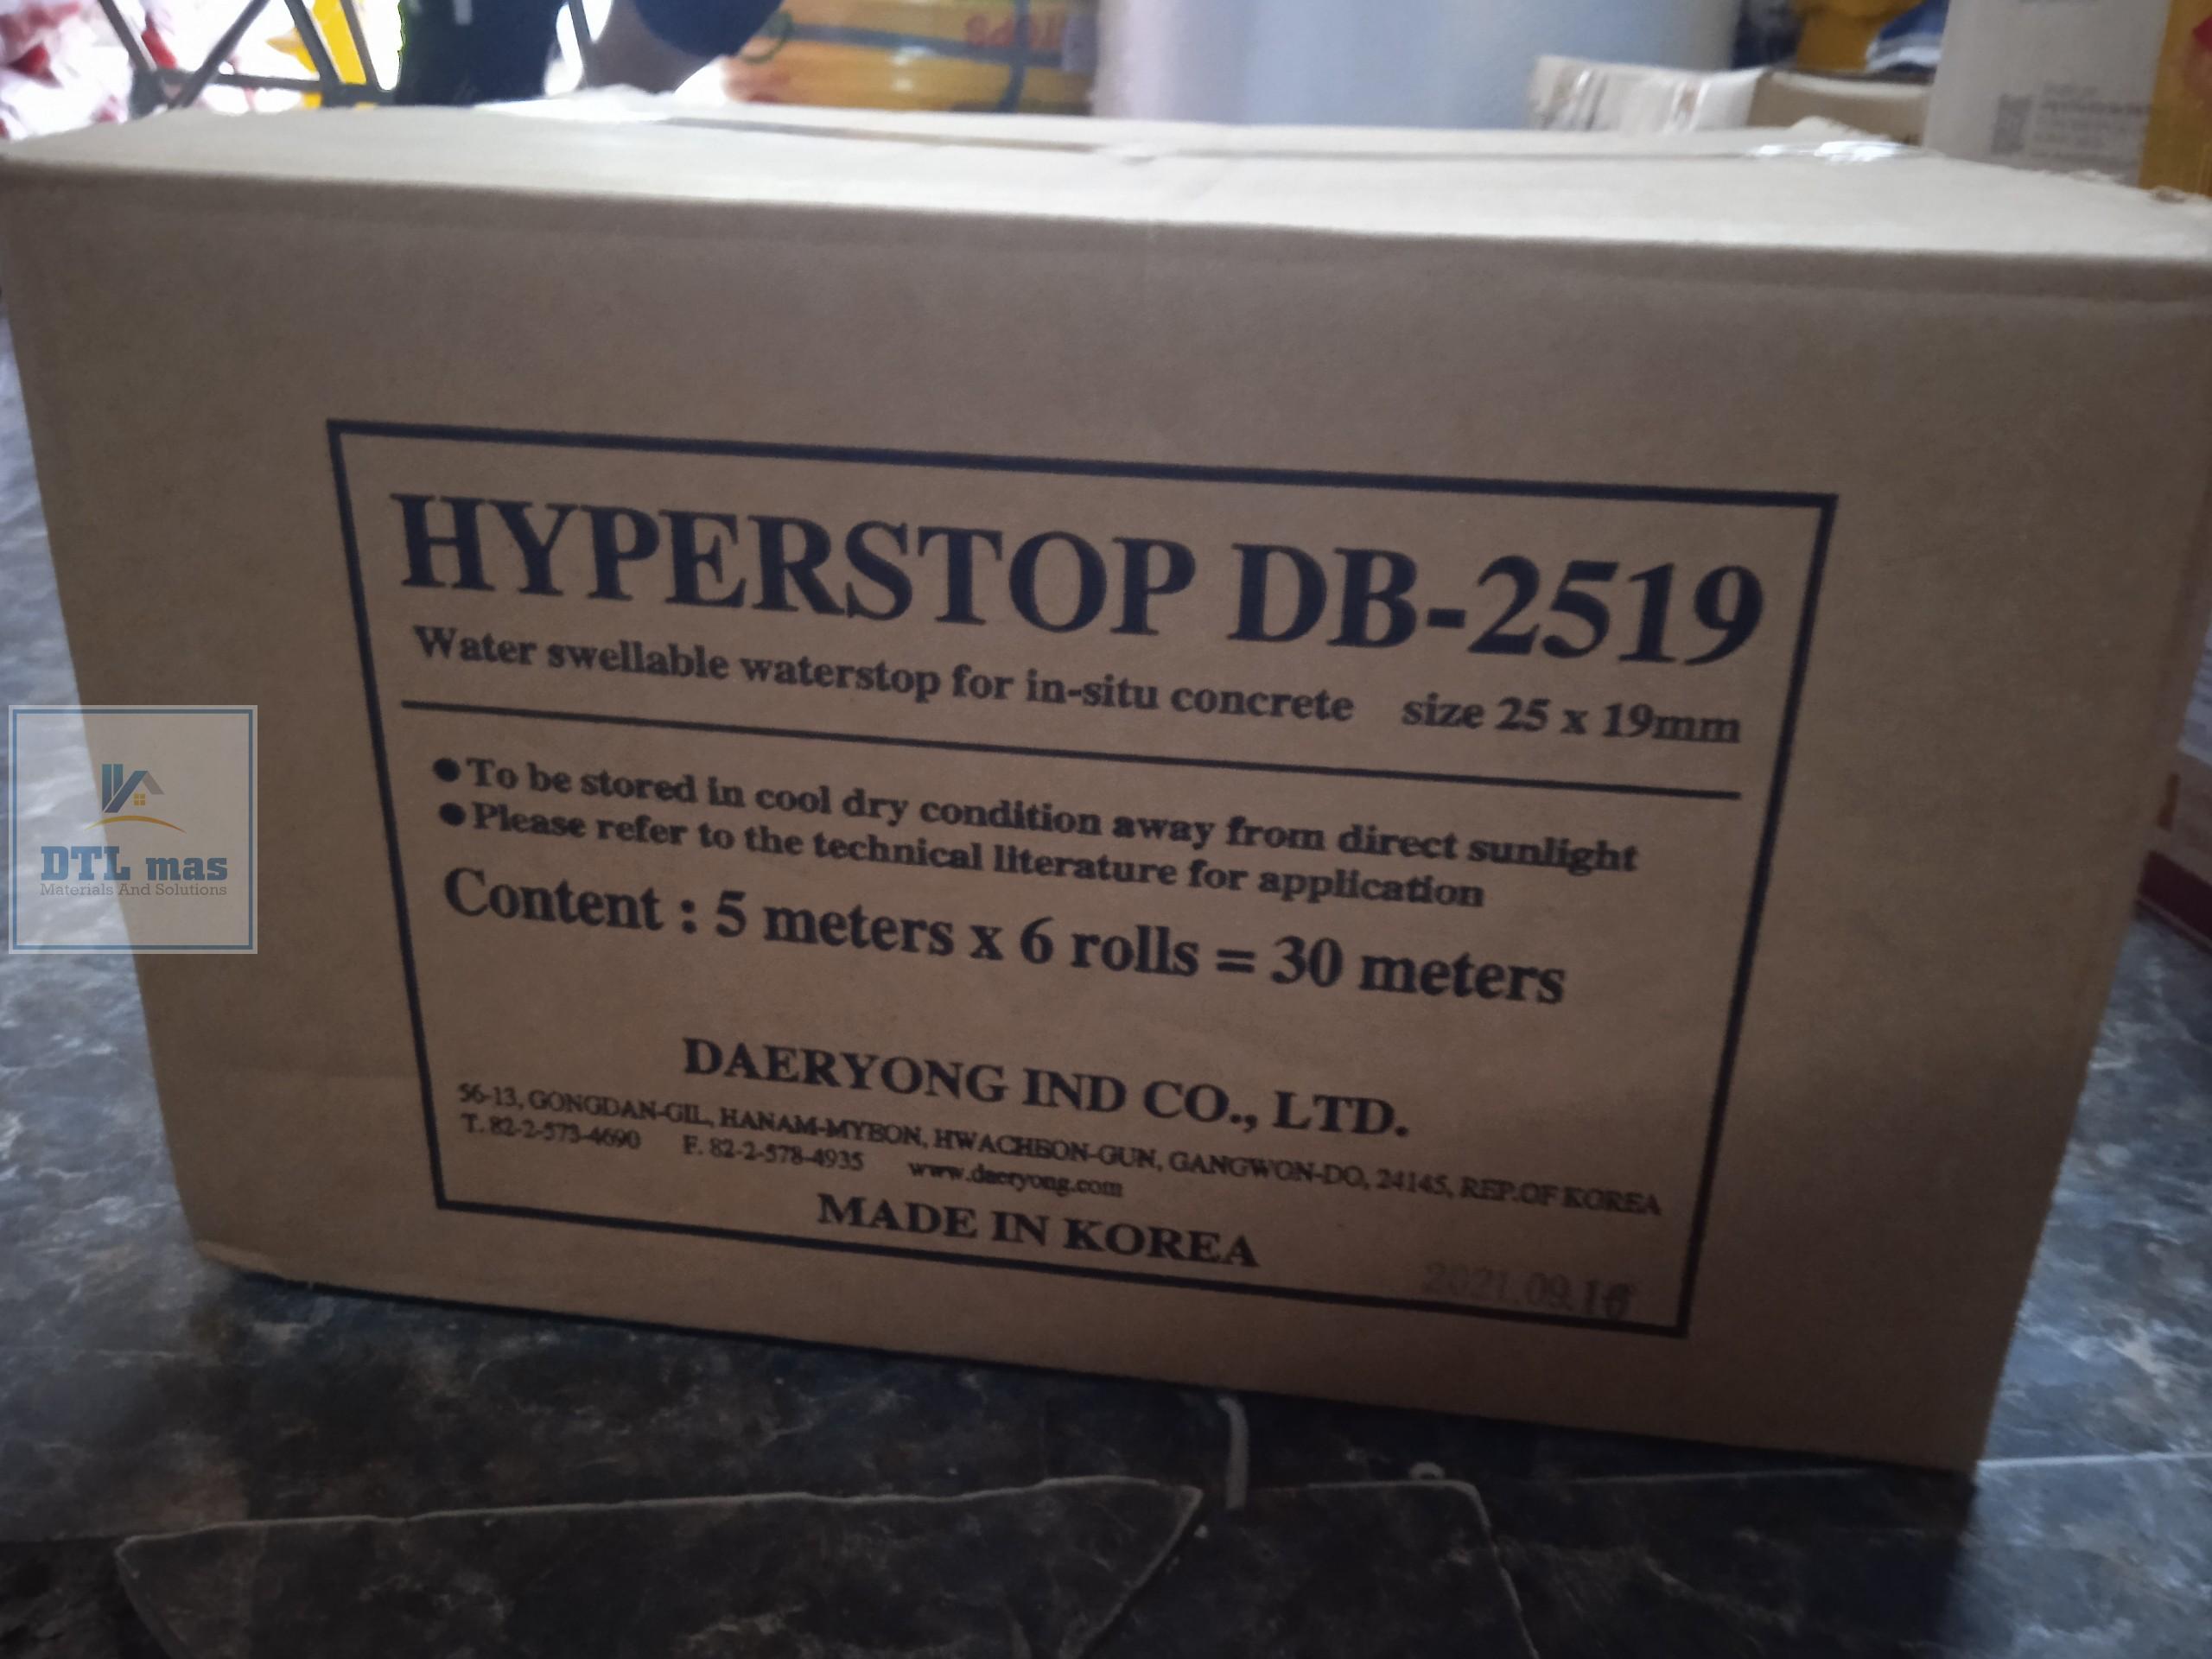 HYPERSTOP DB-2519
Water swellable waterstop for in-situ concrete size 25 x 19mm
●To be stored in cool dry condition away from direct sunlight
●Please refer to the technical literature for application
Content : 5 meters x 6 rolls = 30 meters
DAERYONG IND CO., LTD.
56-13, GONGDAN-GIL, HANAM-MYEON, HWACHEON-GUN, GANGWON-DO, 24145, REP.OF KOREA
T. 82-2-573-4690 F. 82-2-578-4935 www.daeryong.com
MADE IN KOREA
2021.09.16
DTL mas
Materials And Solutions